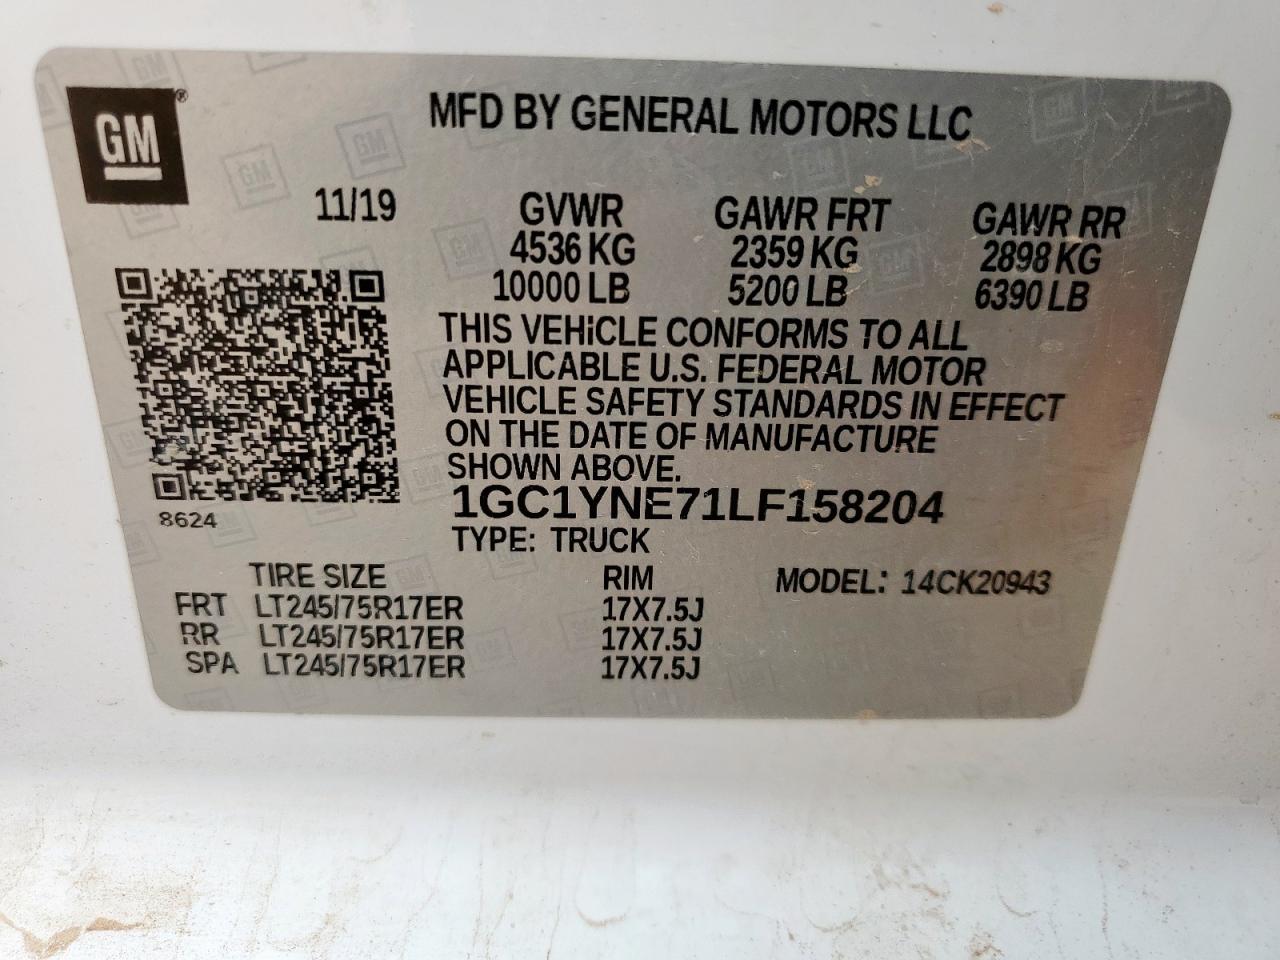 GM®
MFD BY GENERAL MOTORS LLC
11/19 GVWR GAWR FRT GAWR RR
4536 KG 2359 KG 2898 KG
10000 LB 5200 LB 6390 LB
THIS VEHICLE CONFORMS TO ALL
APPLICABLE U.S. FEDERAL MOTOR
VEHICLE SAFETY STANDARDS IN EFFECT
ON THE DATE OF MANUFACTURE
SHOWN ABOVE.
8624 1GC1YNE71LF158204
TYPE: TRUCK
TIRE SIZE RIM MODEL: 14CK20943
FRT LT245/75R17ER 17X7.5J
RR LT245/75R17ER 17X7.5J
SPA LT245/75R17ER 17X7.5J